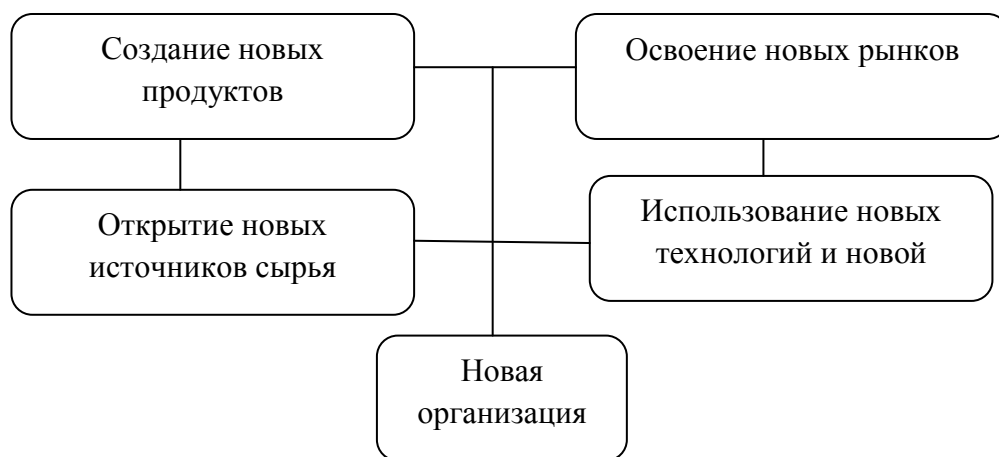 Создание новых
продуктов
Освоение новых рынков
Открытие новых
источников сырья
Использование новых
технологий и новой
Новая
организация